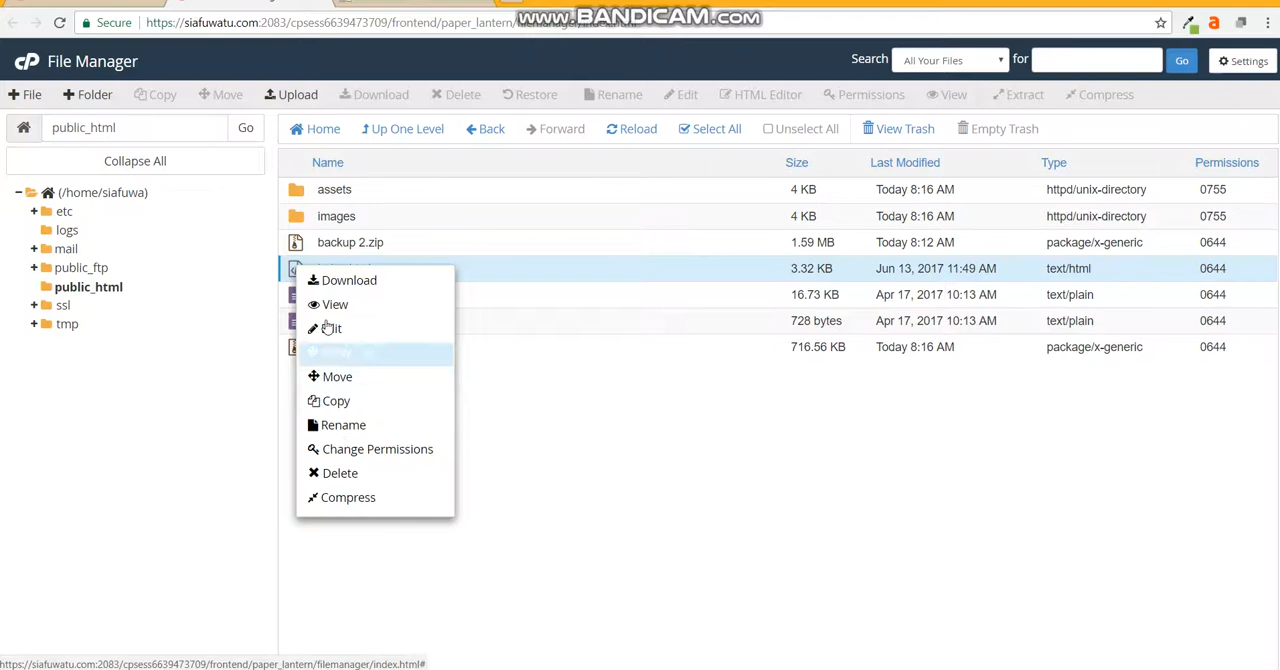 www.BANDICAM.com
Secure https://siafuwatu.com:2083/cpsess6639473709/frontend/paper_lantern/filemanager/index.html
cP File Manager
Search All Your Files for Go Settings
File Folder Copy Move Upload Download Delete Restore Rename Edit HTML Editor Permissions View Extract Compress
public_html Go Home Up One Level Back Forward Reload Select All Unselect All View Trash Empty Trash
Collapse All
Name Size Last Modified Type Permissions
(/home/siafuwa)
etc
logs
mail
public_ftp
public_html
ssl
tmp
assets 4 KB Today 8:16 AM httpd/unix-directory 0755
images 4 KB Today 8:16 AM httpd/unix-directory 0755
backup 2.zip 1.59 MB Today 8:12 AM package/x-generic 0644
3.32 KB Jun 13, 2017 11:49 AM text/html 0644
16.73 KB Apr 17, 2017 10:13 AM text/plain 0644
728 bytes Apr 17, 2017 10:13 AM text/plain 0644
716.56 KB Today 8:16 AM package/x-generic 0644
Download
View
Edit
Move
Copy
Rename
Change Permissions
Delete
Compress
https://siafuwatu.com:2083/cpsess6639473709/frontend/paper_lantern/filemanager/index.html#